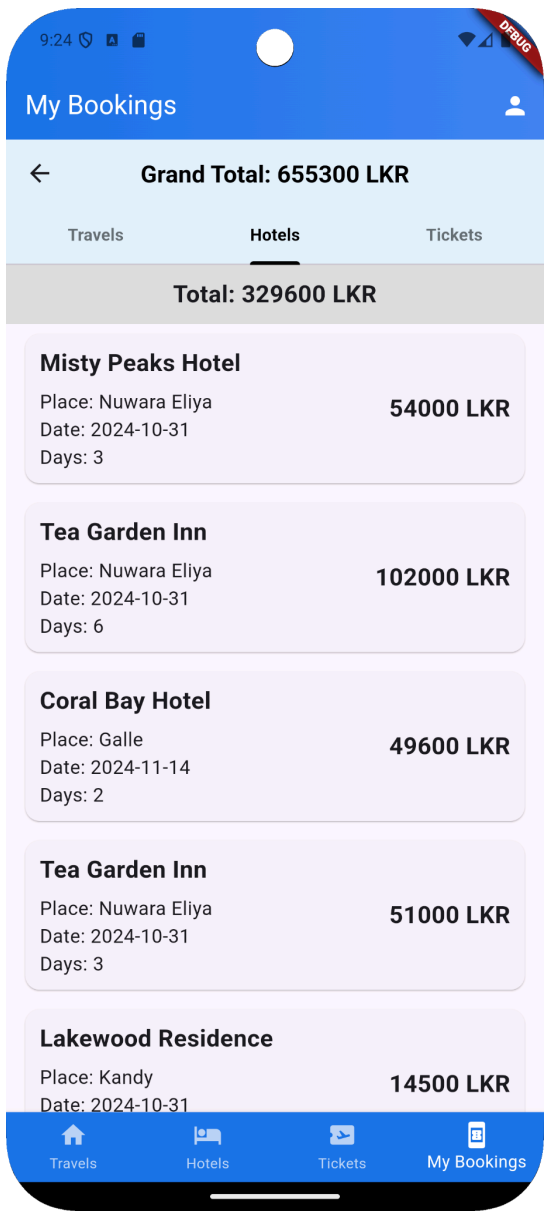 9:24
DEBUG
My Bookings
Grand Total: 655300 LKR
Travels Hotels Tickets
Total: 329600 LKR
Misty Peaks Hotel
Place: Nuwara Eliya
54000 LKR
Date: 2024-10-31
Days: 3
Tea Garden Inn
Place: Nuwara Eliya
102000 LKR
Date: 2024-10-31
Days: 6
Coral Bay Hotel
Place: Galle
49600 LKR
Date: 2024-11-14
Days: 2
Tea Garden Inn
Place: Nuwara Eliya
51000 LKR
Date: 2024-10-31
Days: 3
Lakewood Residence
Place: Kandy
14500 LKR
Date: 2024-10-31
Travels Hotels Tickets My Bookings